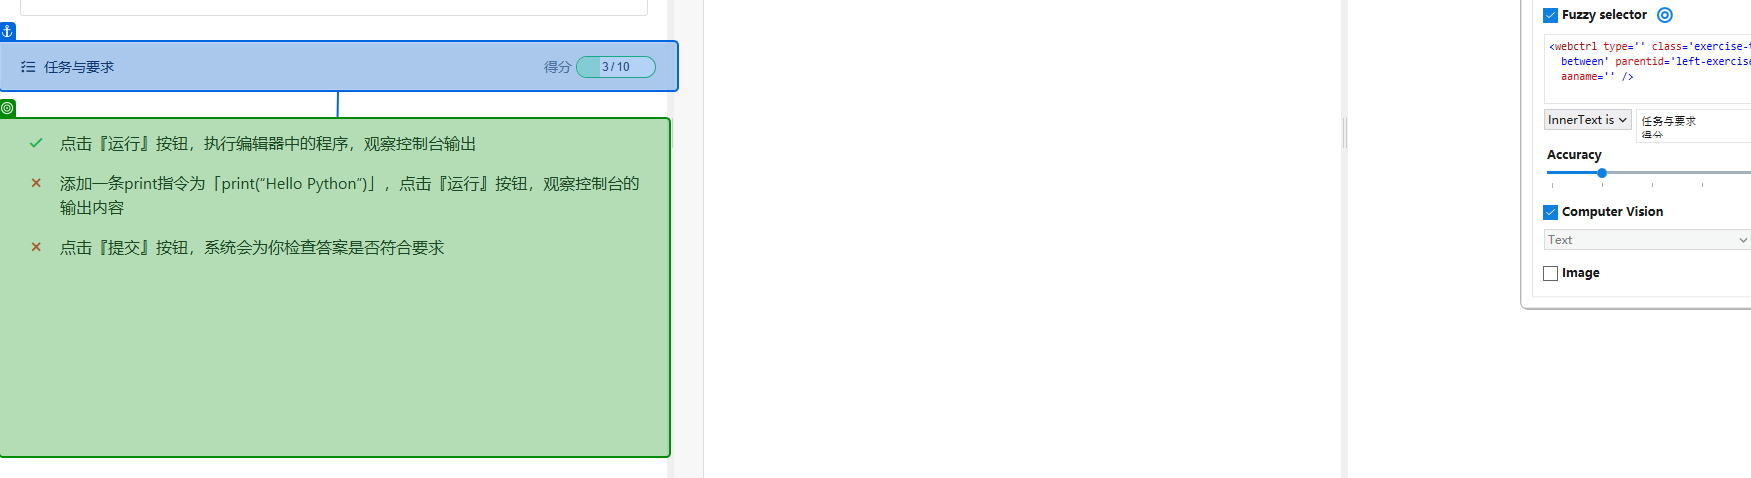 任务与要求
得分 3 / 10
点击『运行』按钮，执行编辑器中的程序，观察控制台输出
添加一条print指令为「print(“Hello Python”)」，点击『运行』按钮，观察控制台的
输出内容
点击『提交』按钮，系统会为你检查答案是否符合要求
Fuzzy selector
<webctrl type='' class='exercise-t
between' parentid='left-exercise
aaname='' />
InnerText is
任务与要求
得分
Accuracy
Computer Vision
Text
Image